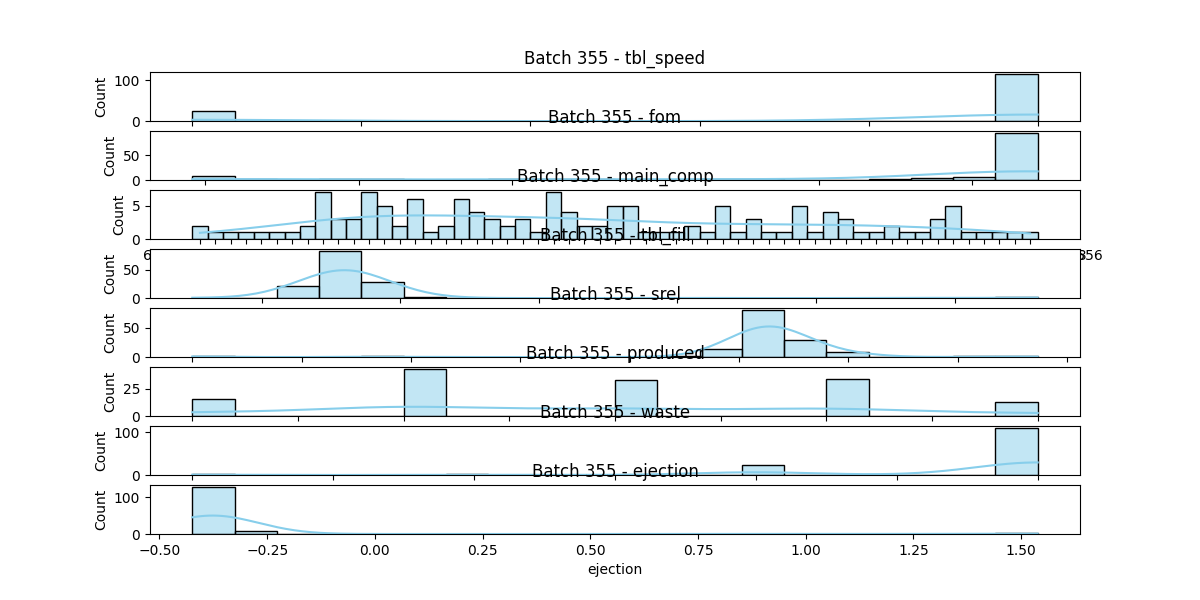 Batch 355 - tbl_speed
Count
100
0
Batch 355 - fom
Count
50
0
Batch 355 - main_comp
Count
5
0
6
356
Batch 355 - tbl_fill
Count
50
0
Batch 355 - srel
Count
50
0
Batch 355 - produced
Count
25
0
Batch 355 - waste
Count
100
0
Batch 355 - ejection
Count
100
0
−0.50 −0.25 0.00 0.25 0.50 0.75 1.00 1.25 1.50
ejection